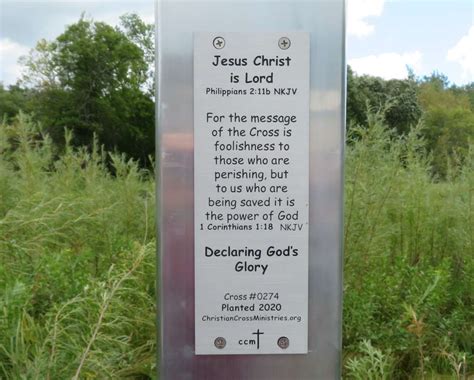 Jesus Christ
is Lord
Philippians 2:11b NKJV
For the message
of the Cross is
foolishness to
those who are
perishing, but
to us who are
being saved it is
the power of God
1 Corinthians 1:18 NKJV
Declaring God's
Glory
Cross #0274
Planted 2020
ChristianCrossMinistries.org
ccm